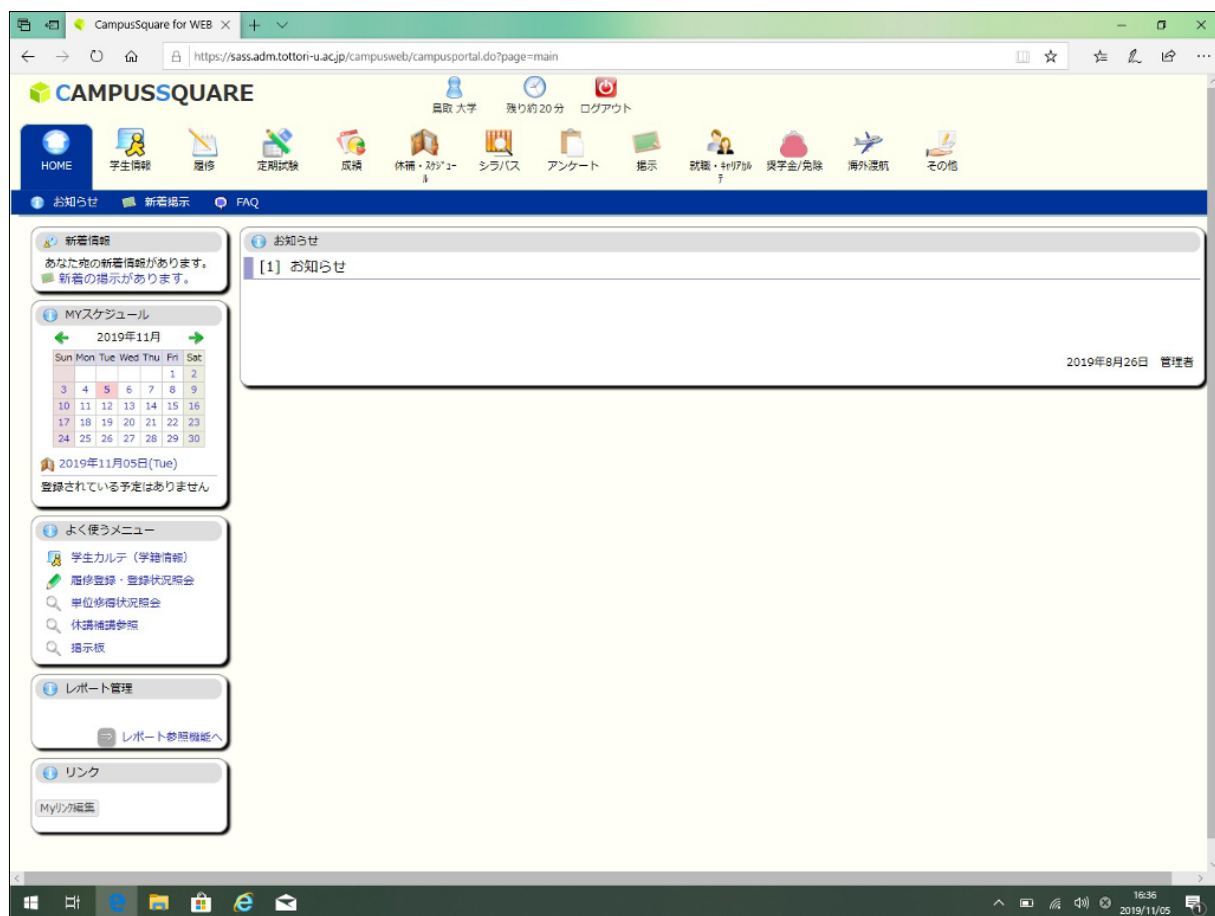 CampusSquare for WEB
https://sass.adm.tottori-u.ac.jp/campusweb/campusportal.do?page=main
CAMPUSSQUARE
鳥取 大学
残り約20分
ログアウト
HOME
学生情報
履修
定期試験
成績
休補・スケジュール
シラバス
アンケート
掲示
就職・キャリアカルテ
奨学金/免除
海外渡航
その他
お知らせ
新着掲示
FAQ
新着情報
あなた宛の新着情報があります。
新着の掲示があります。
MYスケジュール
2019年11月
Sun Mon Tue Wed Thu Fri Sat
1 2
3 4 5 6 7 8 9
10 11 12 13 14 15 16
17 18 19 20 21 22 23
24 25 26 27 28 29 30
2019年11月05日(Tue)
登録されている予定はありません
よく使うメニュー
学生カルテ（学籍情報）
履修登録・登録状況照会
単位修得状況照会
休講補講参照
掲示板
レポート管理
レポート参照機能へ
リンク
Myリンク編集
お知らせ
[1] お知らせ
2019年8月26日 管理者
16:36
2019/11/05